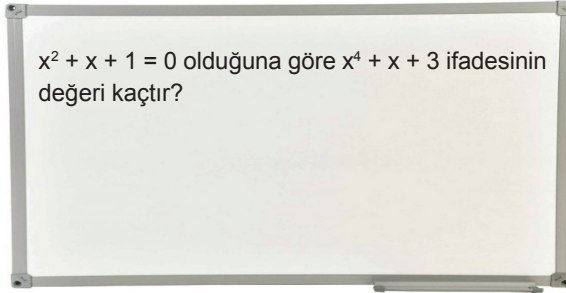 x² + x + 1 = 0 olduğuna göre x⁴ + x + 3 ifadesinin
değeri kaçtır?